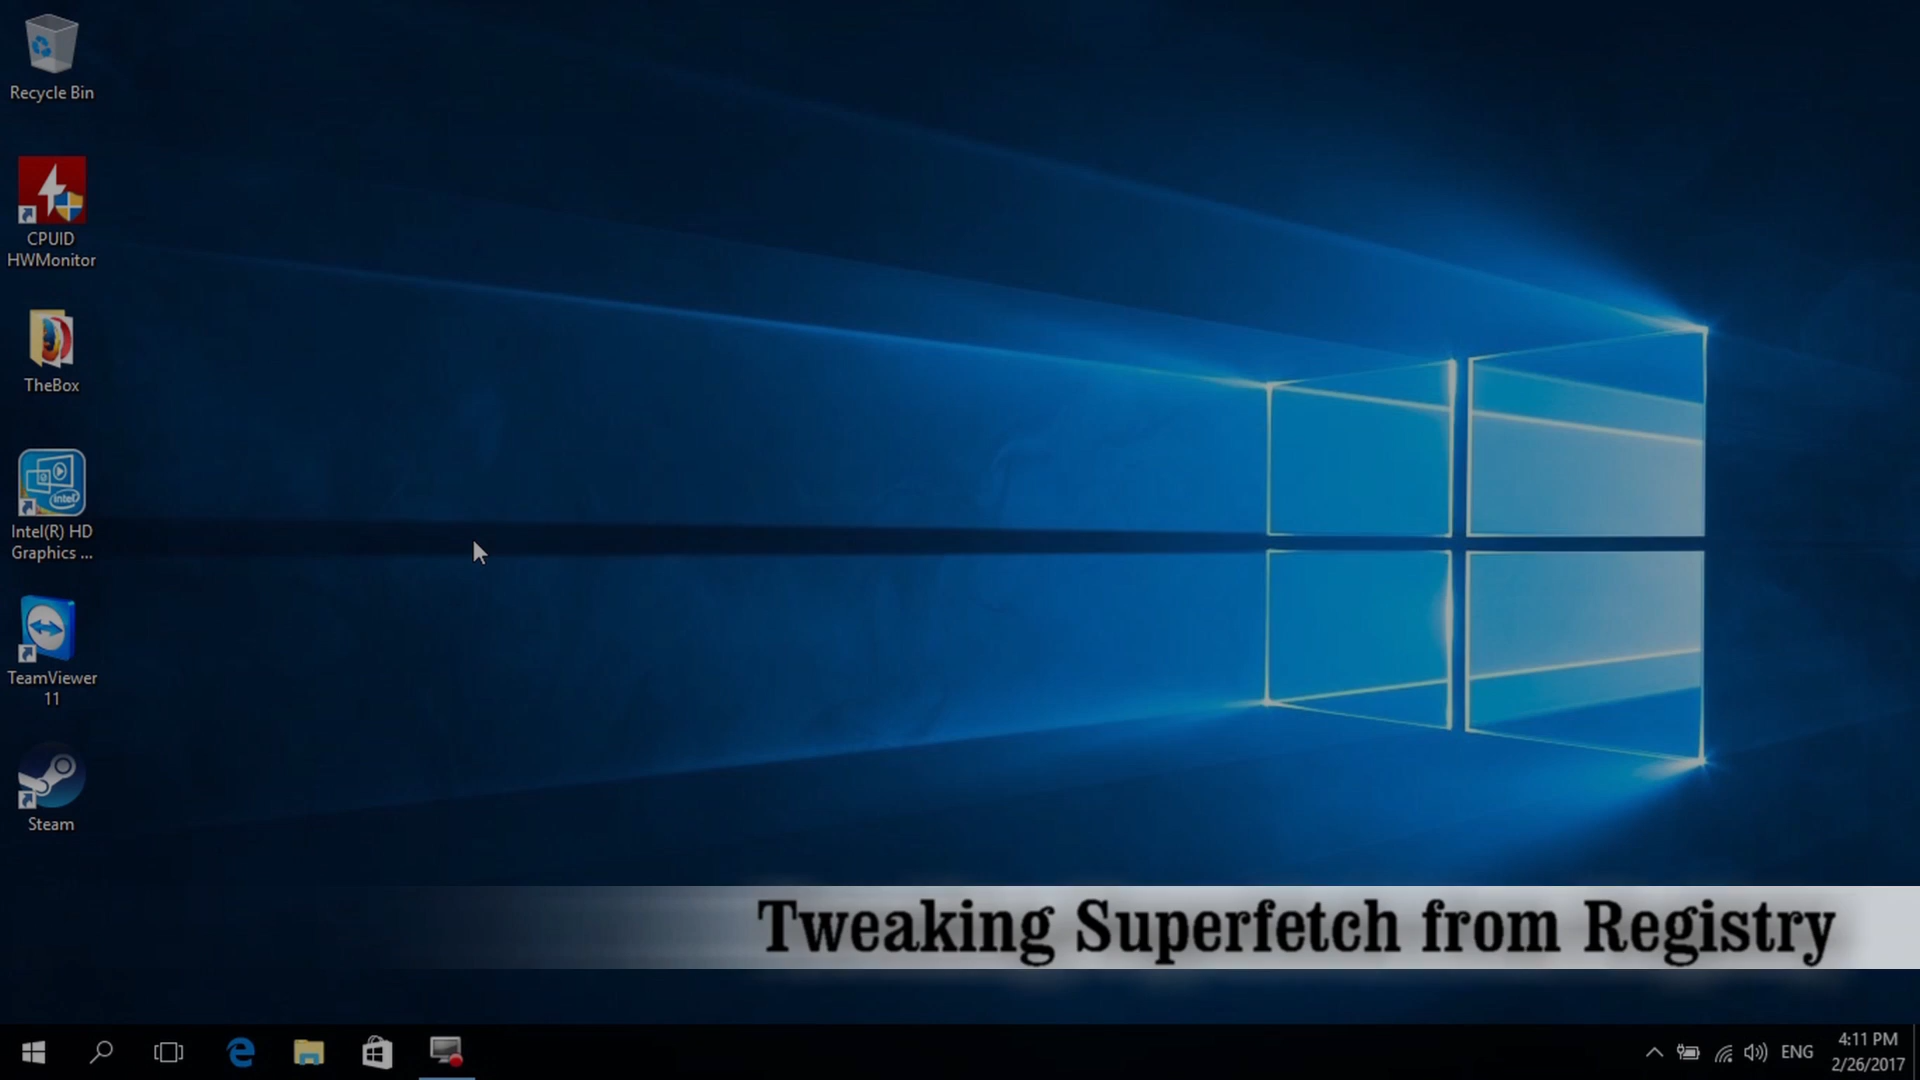 Recycle Bin
CPUID
HWMonitor
TheBox
intel
Intel(R) HD
Graphics ...
TeamViewer
11
Steam
Tweaking Superfetch from Registry
ENG
4:11 PM
2/26/2017